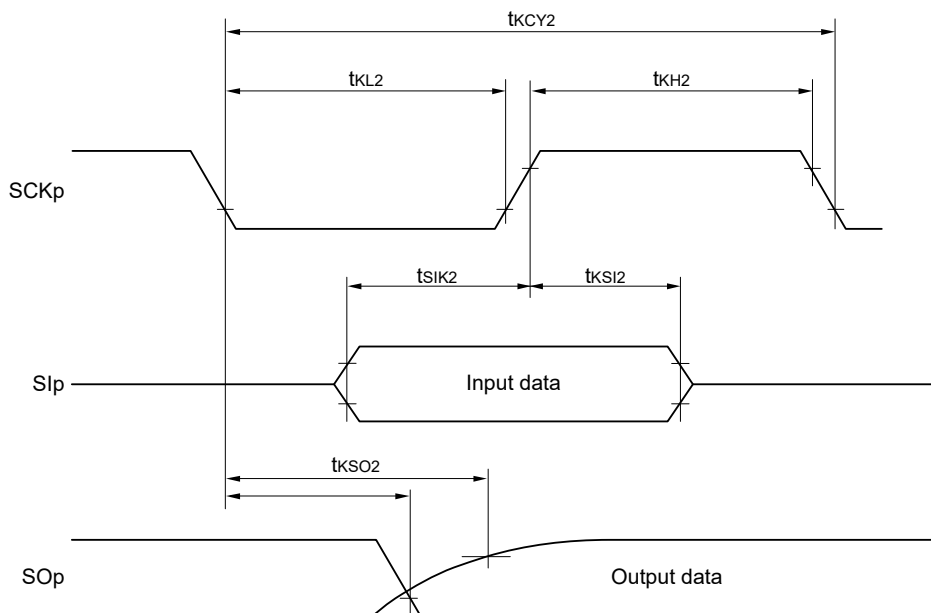 tKCY2
tKL2
tKH2
SCKp
tSIK2
tKSI2
SIp
Input data
tKSO2
SOp
Output data